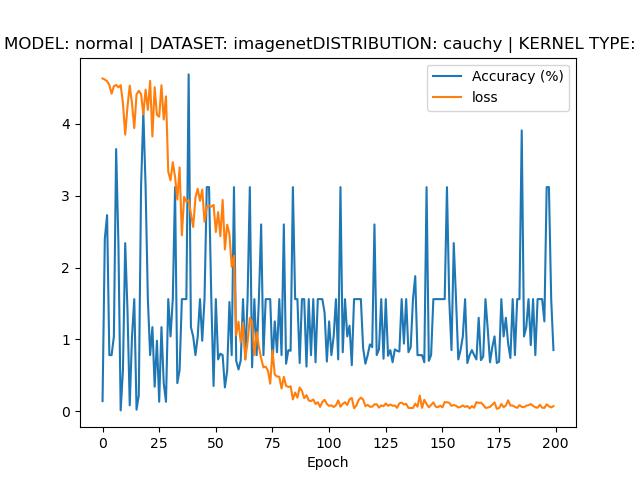 MODEL: normal | DATASET: imagenetDISTRIBUTION: cauchy | KERNEL TYPE:
Accuracy (%)
loss
4
3
2
1
0
0 25 50 75 100 125 150 175 200
Epoch